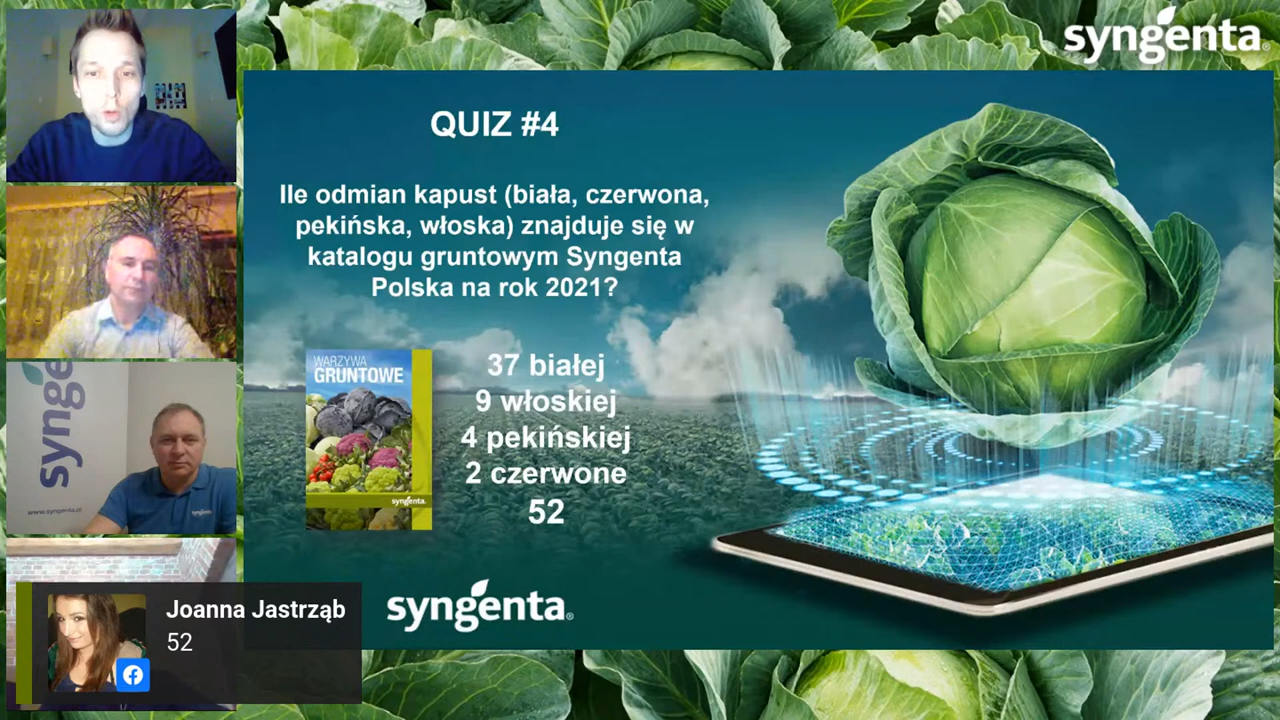 syngenta
QUIZ #4
Ile odmian kapust (biała, czerwona,
pekińska, włoska) znajduje się w
katalogu gruntowym Syngenta
Polska na rok 2021?
WARZYWA
GRUNTOWE
syngenta
37 białej
9 włoskiej
4 pekińskiej
2 czerwone
52
syngenta
synge
www.syngenta.pl
syngenta
Joanna Jastrząb
52